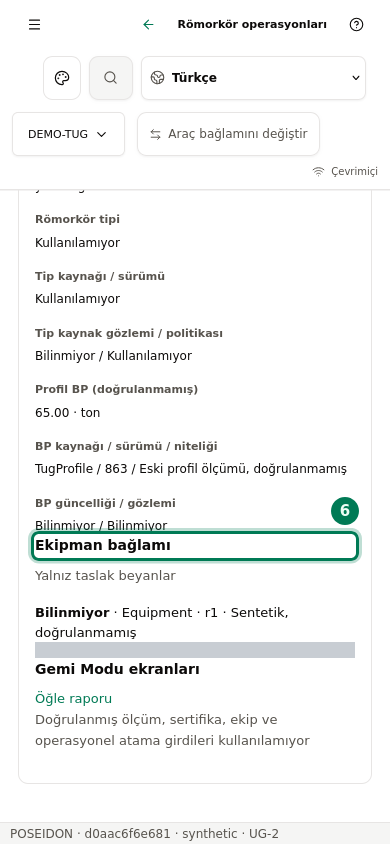 Römorkör operasyonları
Türkçe
DEMO-TUG
Araç bağlamını değiştir
Çevrimiçi
Römorkör tipi
Kullanılamıyor
Tip kaynağı / sürümü
Kullanılamıyor
Tip kaynak gözlemi / politikası
Bilinmiyor / Kullanılamıyor
Profil BP (doğrulanmamış)
65.00 · ton
BP kaynağı / sürümü / niteliği
TugProfile / 863 / Eski profil ölçümü, doğrulanmamış
BP güncelliği / gözlemi
6
Bilinmiyor / Bilinmiyor
Ekipman bağlamı
Yalnız taslak beyanlar
Bilinmiyor · Equipment · r1 · Sentetik,
doğrulanmamış
Gemi Modu ekranları
Öğle raporu
Doğrulanmış ölçüm, sertifika, ekip ve
operasyonel atama girdileri kullanılamıyor
POSEIDON · d0aac6f6e681 · synthetic · UG-2